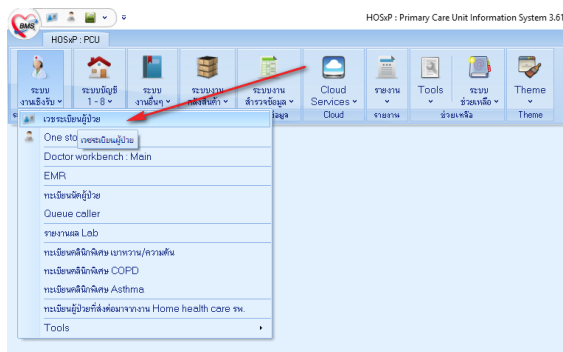 BMS
HOSxP : Primary Care Unit Information System 3.61
HOSxP : PCU
ระบบ งานเชิงรับ
ระบบบัญชี 1 - 8
ระบบ งานอื่นๆ
ระบบงาน คลังสินค้า
ระบบงาน สำรวจข้อมูล
Cloud Services
รายงาน
Tools
ระบบ ช่วยเหลือ
Theme
ข้อมูล
Cloud
รายงาน
ช่วยเหลือ
Theme
เวชระเบียนผู้ป่วย
One sto
เวชระเบียนผู้ป่วย
Doctor workbench : Main
EMR
ทะเบียนนัดผู้ป่วย
Queue caller
รายงานผล Lab
ทะเบียนคลินิกพิเศษ เบาหวาน/ความดัน
ทะเบียนคลินิกพิเศษ COPD
ทะเบียนคลินิกพิเศษ Asthma
ทะเบียนผู้ป่วยที่ส่งต่อมาจากงาน Home health care รพ.
Tools